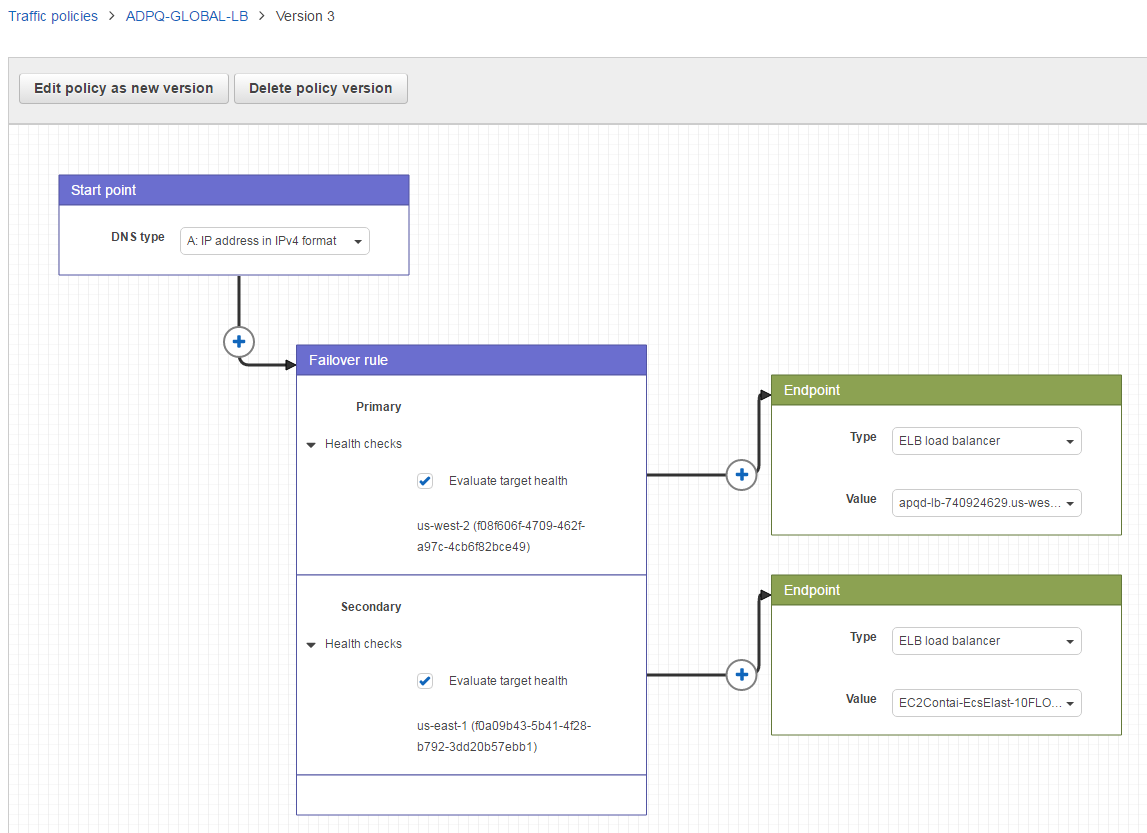 Traffic policies > ADPQ-GLOBAL-LB > Version 3
Edit policy as new version
Delete policy version
Start point
DNS type
A: IP address in IPv4 format
Failover rule
Primary
Health checks
Evaluate target health
us-west-2 (f08f606f-4709-462f-
a97c-4cb6f82bce49)
Secondary
Health checks
Evaluate target health
us-east-1 (f0a09b43-5b41-4f28-
b792-3dd20b57ebb1)
Endpoint
Type
ELB load balancer
Value
apqd-lb-740924629.us-wes...
Endpoint
Type
ELB load balancer
Value
EC2Contai-EcsElast-10FLO...